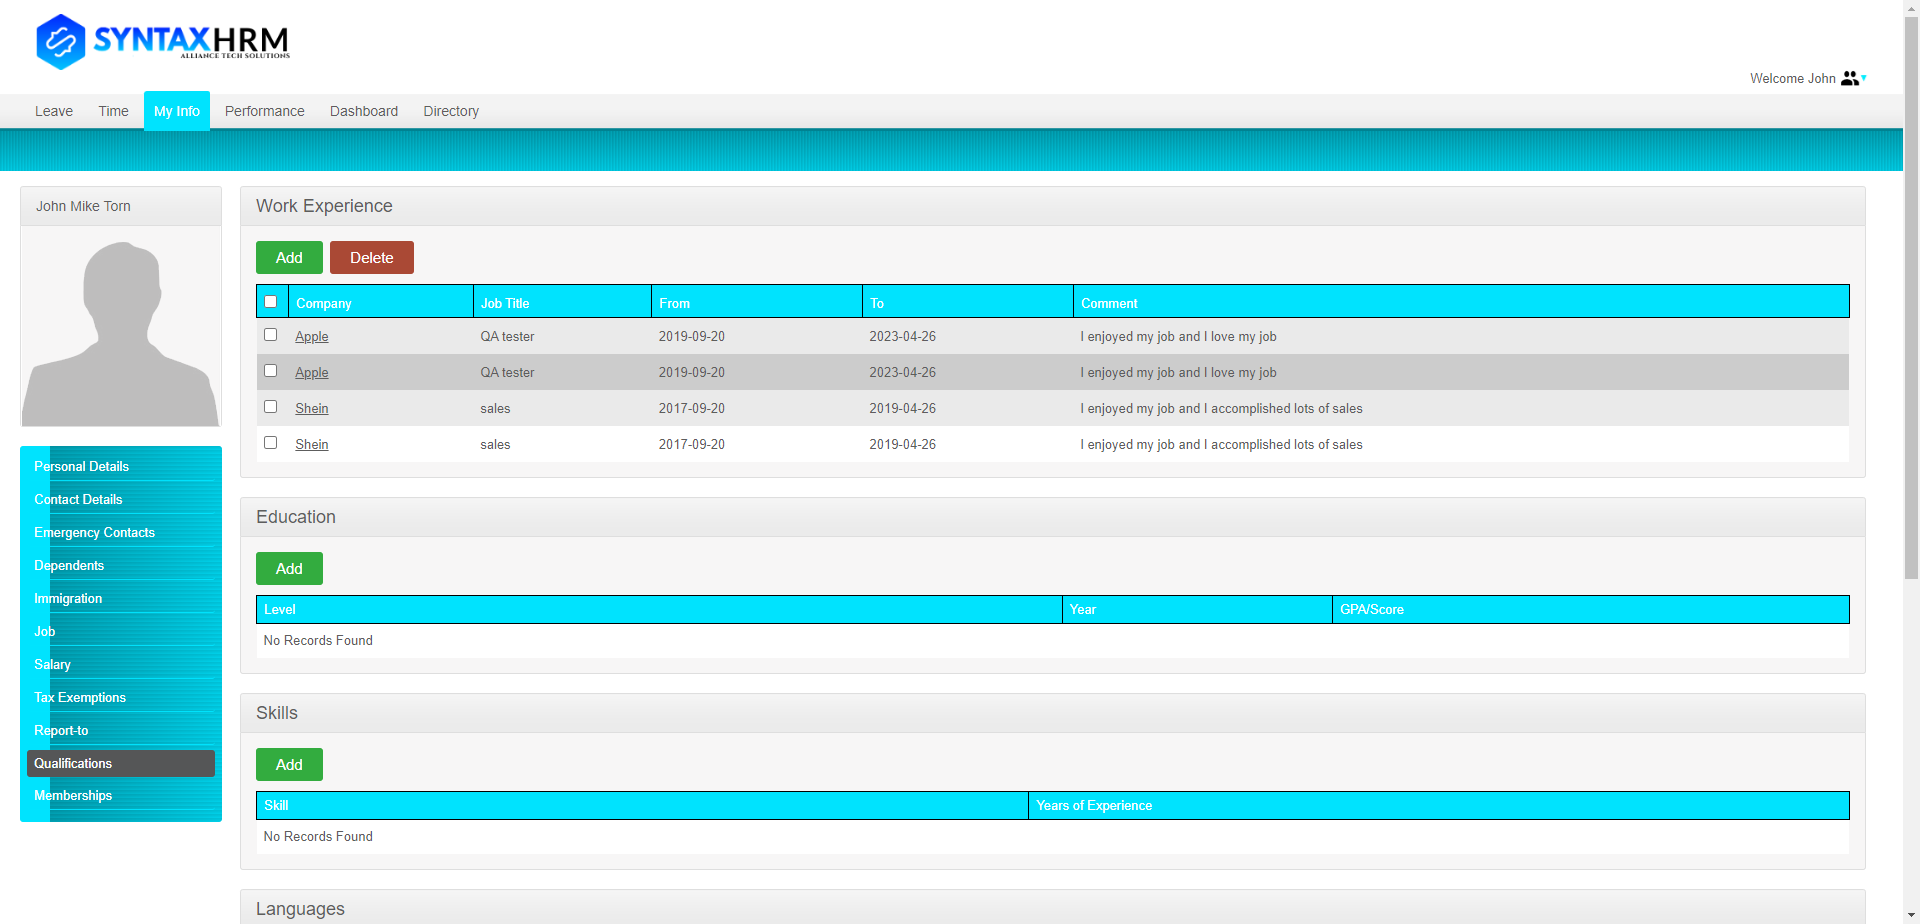 SYNTAXHRM
ALLIANCE TECH SOLUTIONS
Welcome John
Leave Time My Info Performance Dashboard Directory
John Mike Torn
Personal Details
Contact Details
Emergency Contacts
Dependents
Immigration
Job
Salary
Tax Exemptions
Report-to
Qualifications
Memberships
Work Experience
Add Delete
Company Job Title From To Comment
Apple QA tester 2019-09-20 2023-04-26 I enjoyed my job and I love my job
Apple QA tester 2019-09-20 2023-04-26 I enjoyed my job and I love my job
Shein sales 2017-09-20 2019-04-26 I enjoyed my job and I accomplished lots of sales
Shein sales 2017-09-20 2019-04-26 I enjoyed my job and I accomplished lots of sales
Education
Add
Level Year GPA/Score
No Records Found
Skills
Add
Skill Years of Experience
No Records Found
Languages